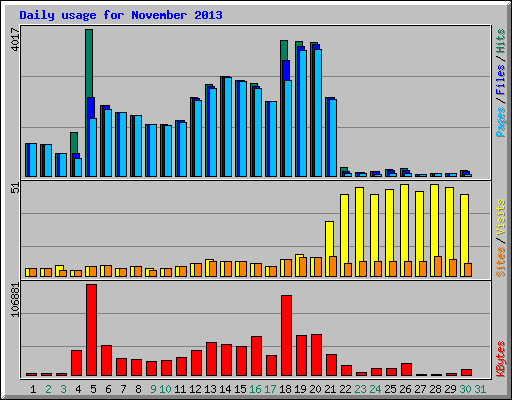 Daily usage for November 2013
4017
Pages / Files / Hits
51
Sites / Visits
106881
KBytes
1 2 3 4 5 6 7 8 9 10 11 12 13 14 15 16 17 18 19 20 21 22 23 24 25 26 27 28 29 30 31